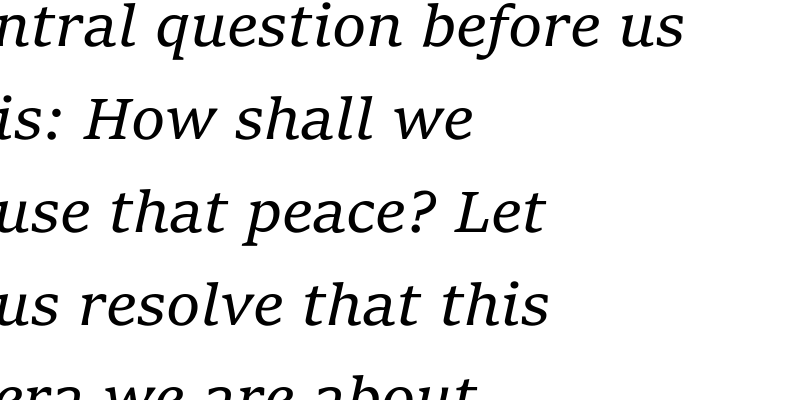 ntral question before us
is: How shall we
use that peace? Let
us resolve that this
era we are about